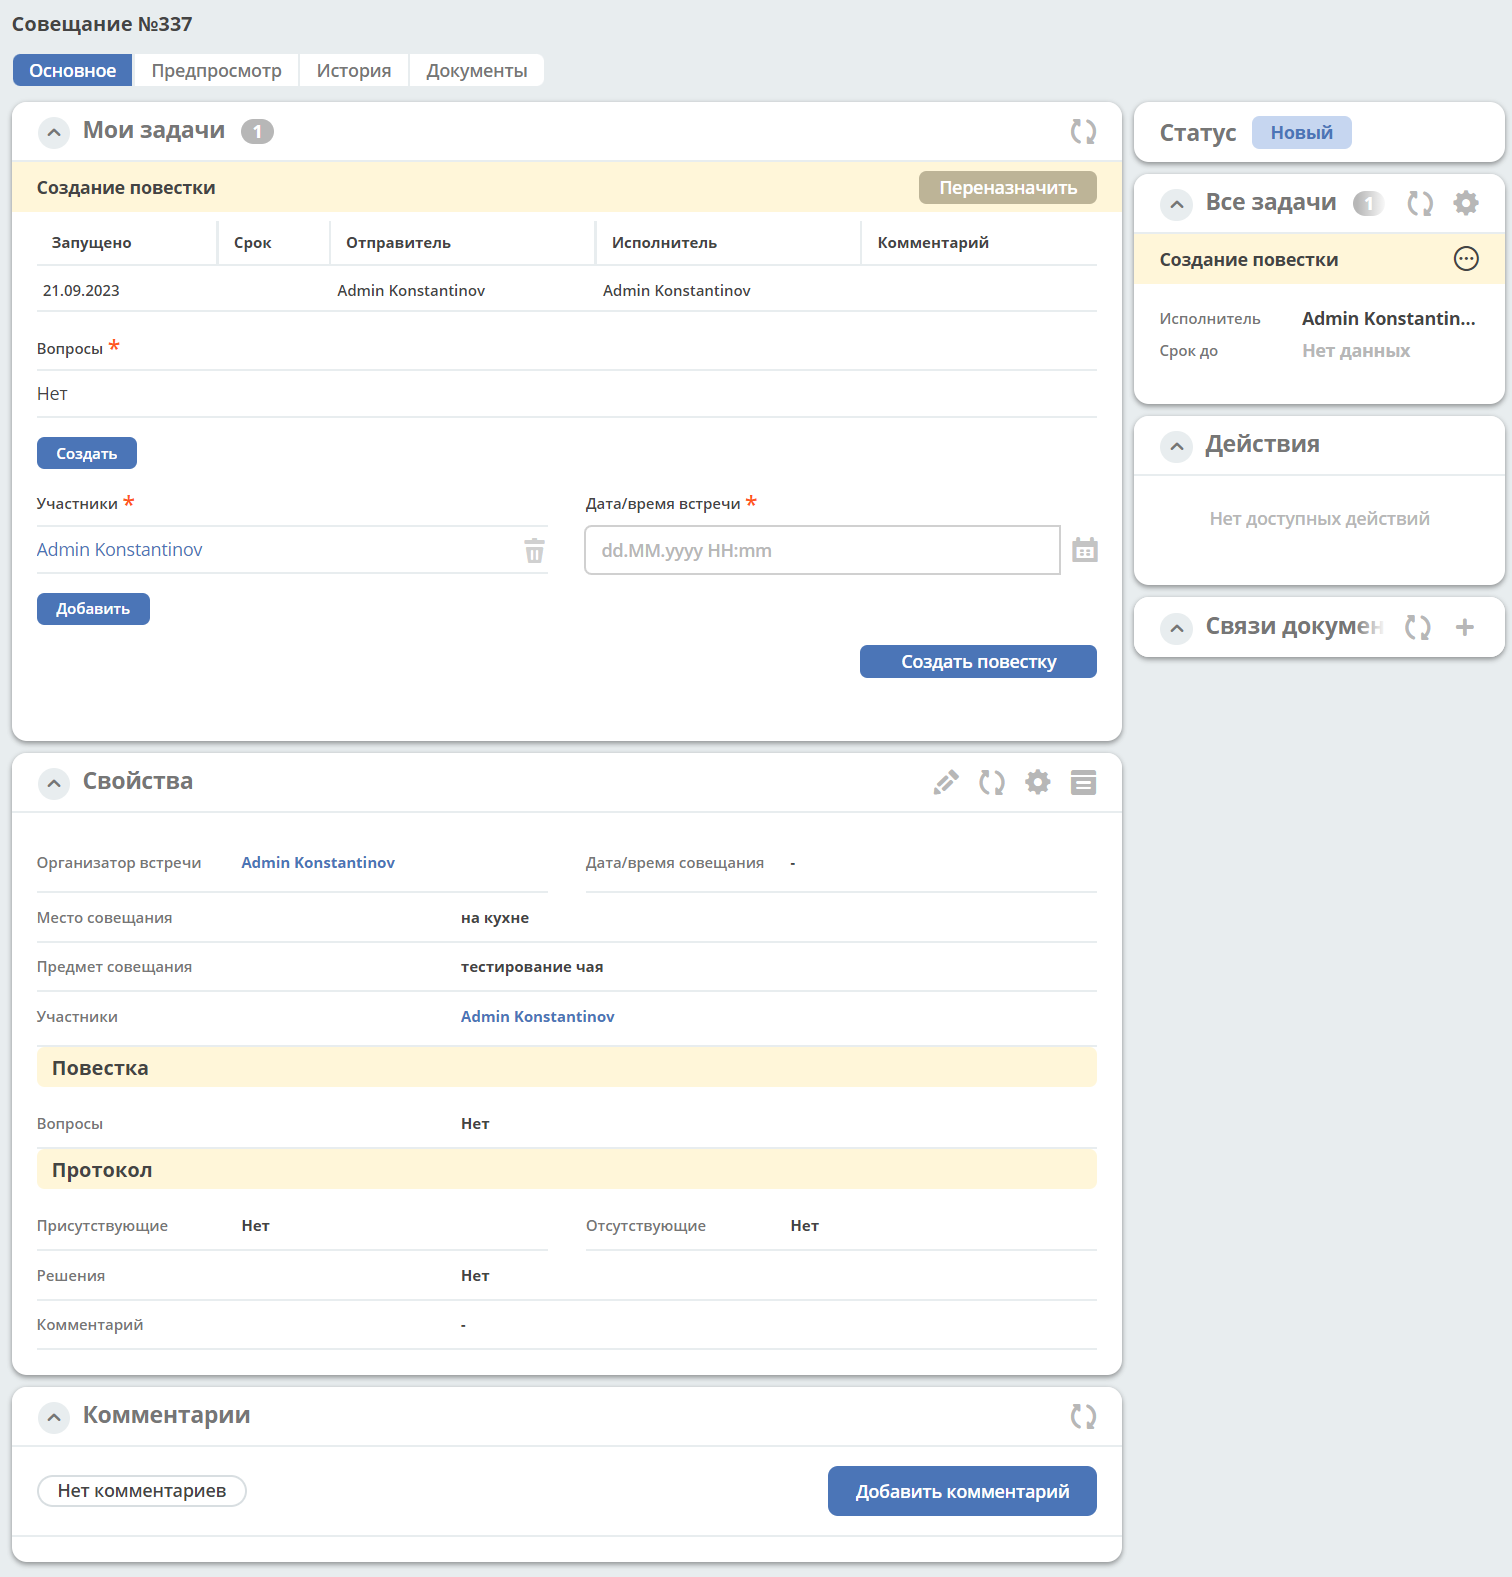 Совещание №337
Основное Предпросмотр История Документы
Мои задачи 1
Создание повестки Переназначить
Запущено Срок Отправитель Исполнитель Комментарий
21.09.2023 Admin Konstantinov Admin Konstantinov
Вопросы *
Нет
Создать
Участники * Дата/время встречи *
Admin Konstantinov dd.MM.yyyy HH:mm
Добавить
Создать повестку
Свойства
Организатор встречи Admin Konstantinov Дата/время совещания -
Место совещания на кухне
Предмет совещания тестирование чая
Участники Admin Konstantinov
Повестка
Вопросы Нет
Протокол
Присутствующие Нет Отсутствующие Нет
Решения Нет
Комментарий -
Комментарии
Нет комментариев Добавить комментарий
Статус Новый
Все задачи 1
Создание повестки
Исполнитель Admin Konstantin...
Срок до Нет данных
Действия
Нет доступных действий
Связи докумен